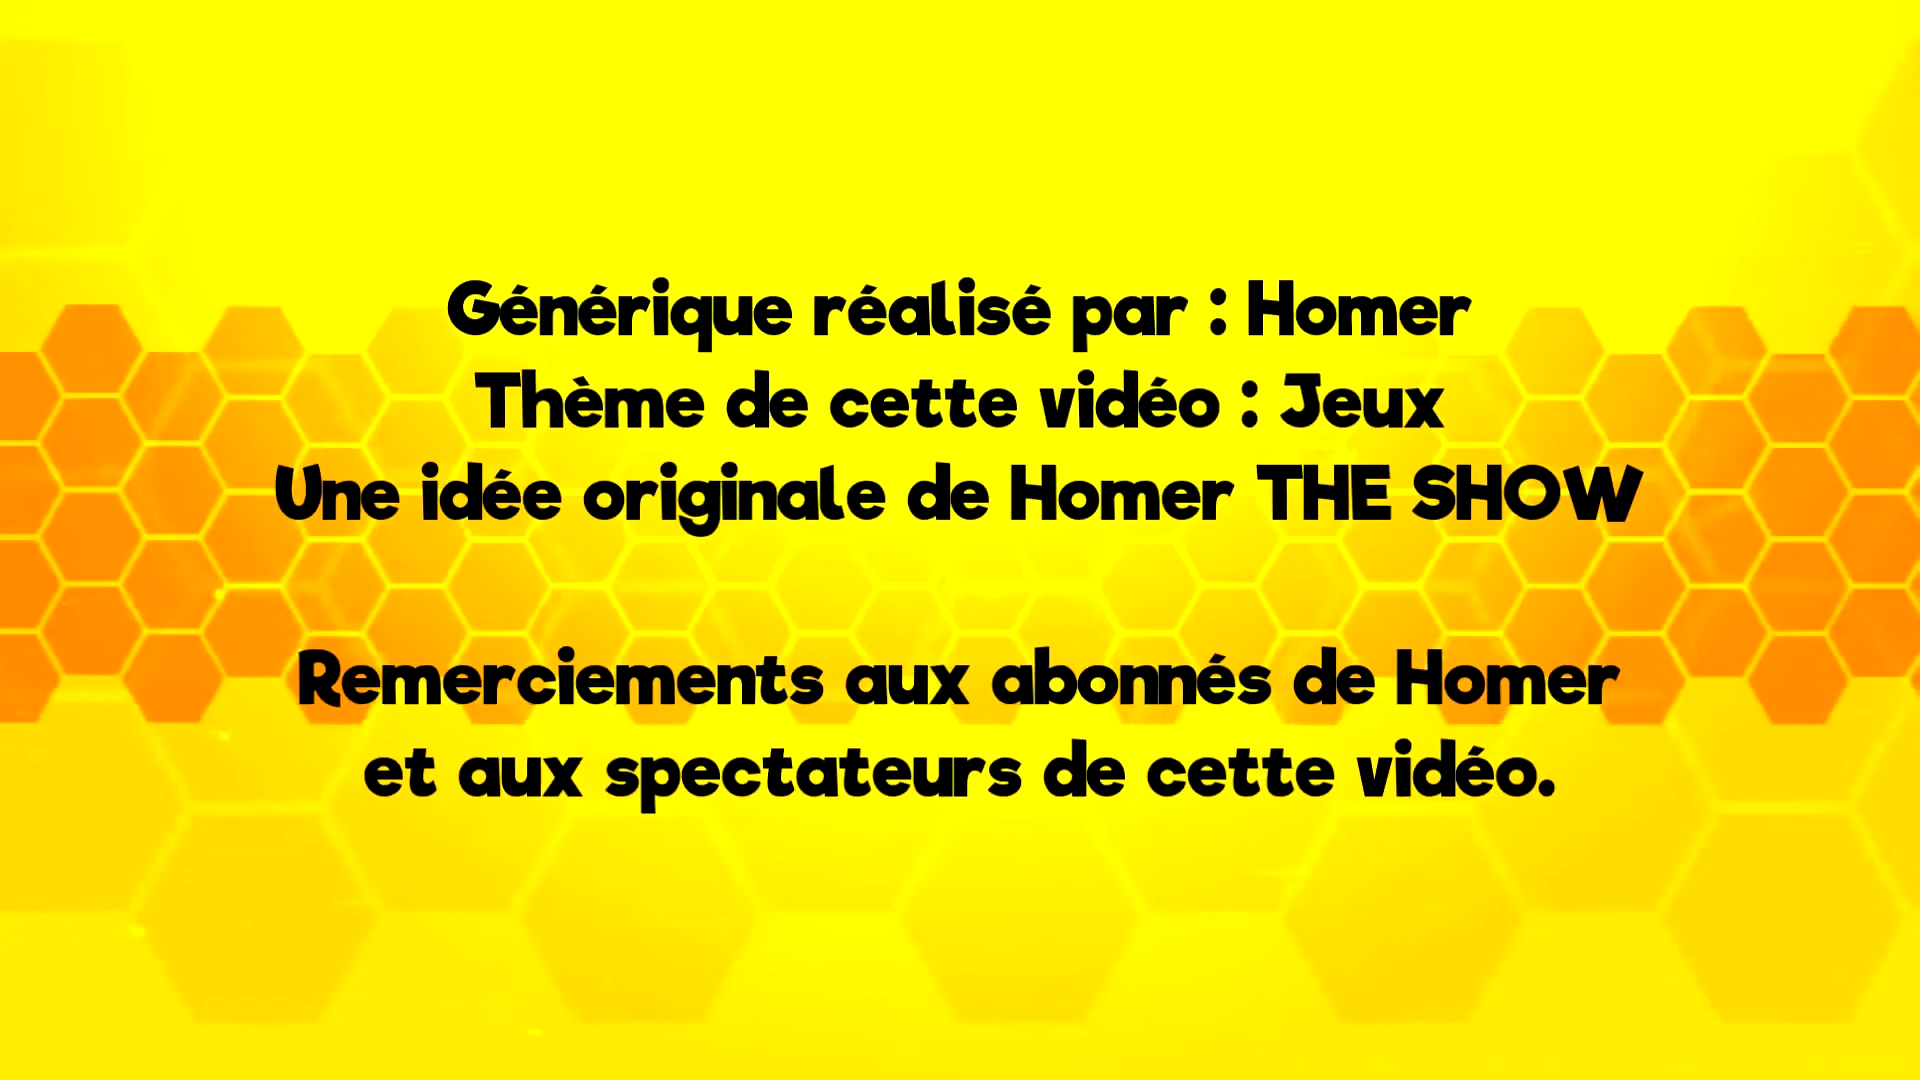 Générique réalisé par : Homer
Thème de cette vidéo : Jeux
Une idée originale de Homer THE SHOW
Remerciements aux abonnés de Homer
et aux spectateurs de cette vidéo.